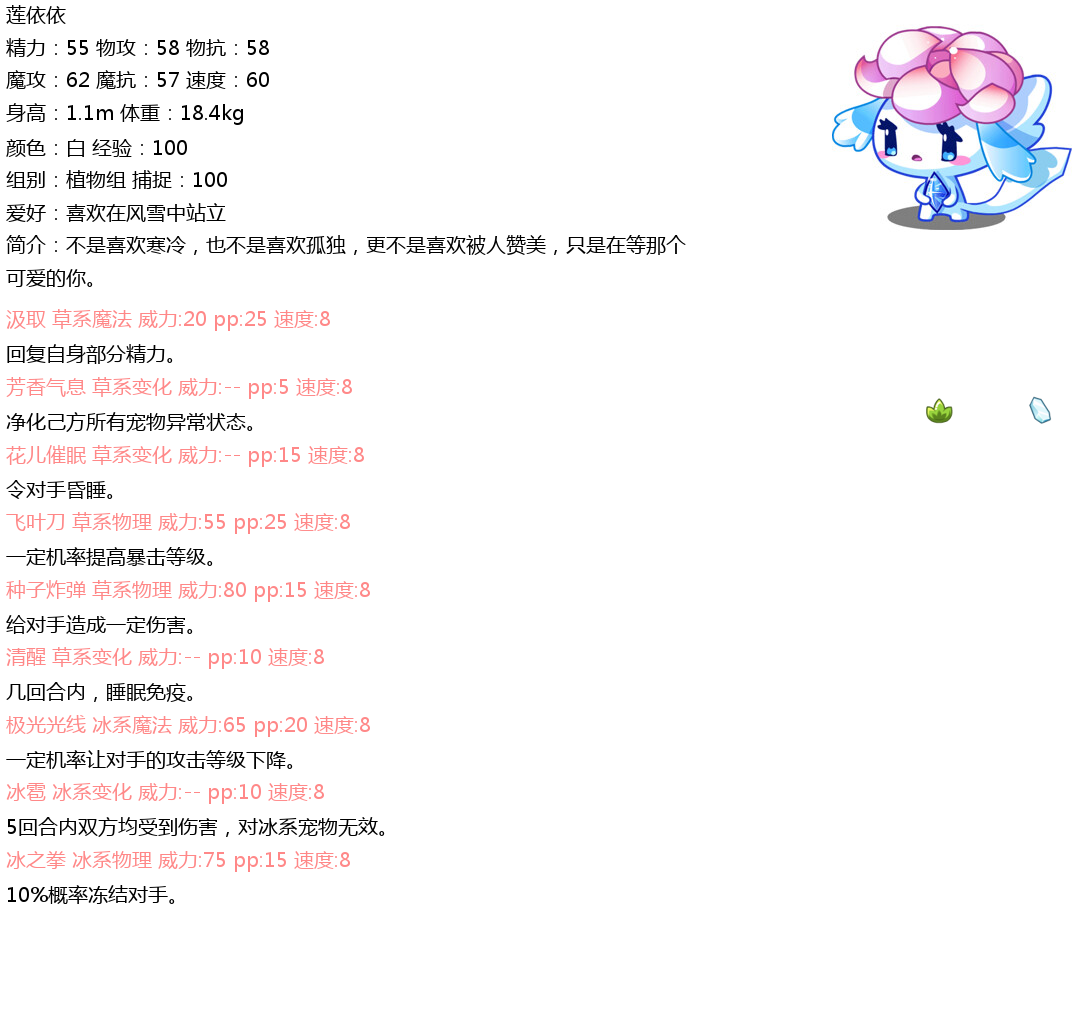 莲依依
精力：55 物攻：58 物抗：58
魔攻：62 魔抗：57 速度：60
身高：1.1m 体重：18.4kg
颜色：白 经验：100
组别：植物组 捕捉：100
爱好：喜欢在风雪中站立
简介：不是喜欢寒冷，也不是喜欢孤独，更不是喜欢被人赞美，只是在等那个
可爱的你。
汲取 草系魔法 威力:20 pp:25 速度:8
回复自身部分精力。
芳香气息 草系变化 威力:-- pp:5 速度:8
净化己方所有宠物异常状态。
花儿催眠 草系变化 威力:-- pp:15 速度:8
令对手昏睡。
飞叶刀 草系物理 威力:55 pp:25 速度:8
一定机率提高暴击等级。
种子炸弹 草系物理 威力:80 pp:15 速度:8
给对手造成一定伤害。
清醒 草系变化 威力:-- pp:10 速度:8
几回合内，睡眠免疫。
极光光线 冰系魔法 威力:65 pp:20 速度:8
一定机率让对手的攻击等级下降。
冰雹 冰系变化 威力:-- pp:10 速度:8
5回合内双方均受到伤害，对冰系宠物无效。
冰之拳 冰系物理 威力:75 pp:15 速度:8
10%概率冻结对手。